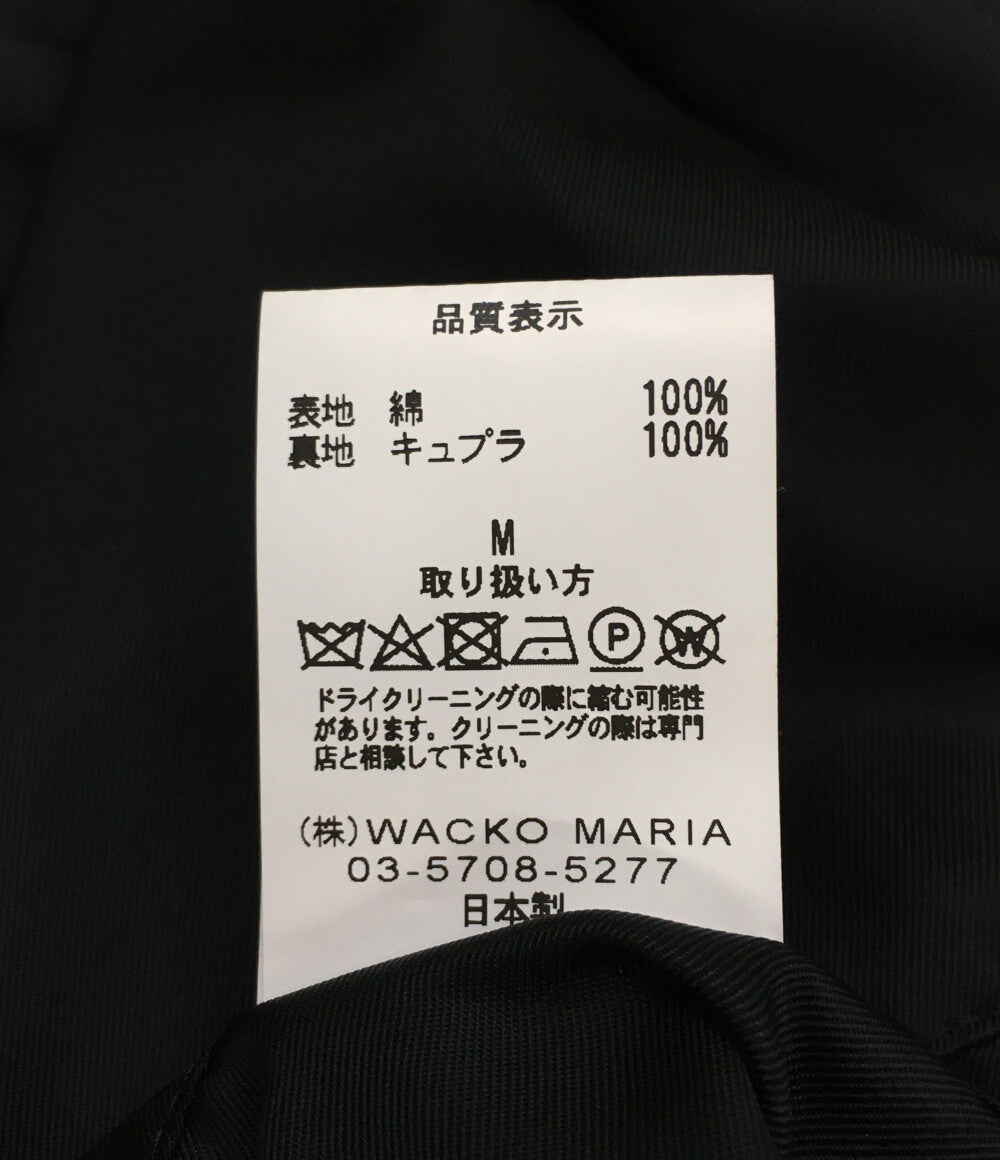 品質表示
表地 綿 100%
裏地 キュプラ 100%
M
取り扱い方
P W
ドライクリーニングの際に縮む可能性
があります。クリーニングの際は専門
店と相談して下さい。
(株)WACKO MARIA
03-5708-5277
日本製